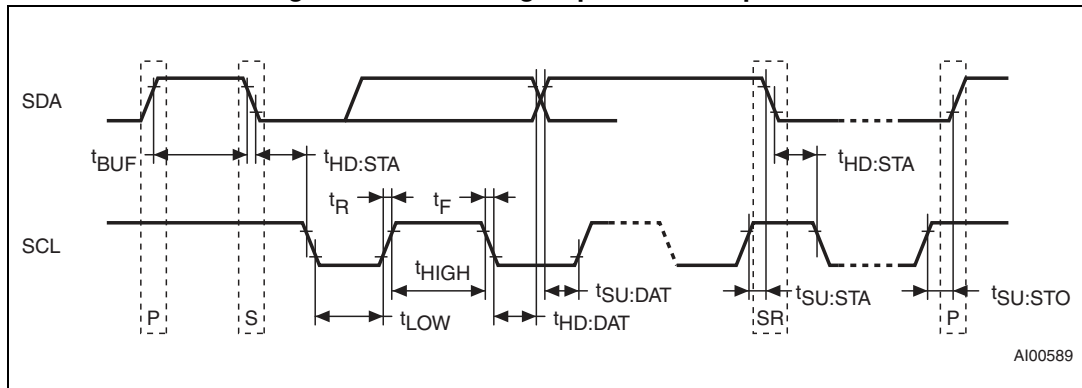 SDA
tBUF
tHD:STA
tHD:STA
tR
tF
SCL
tHIGH
tSU:DAT
tSU:STA
tSU:STO
tLOW
tHD:DAT
P
S
SR
P
AI00589